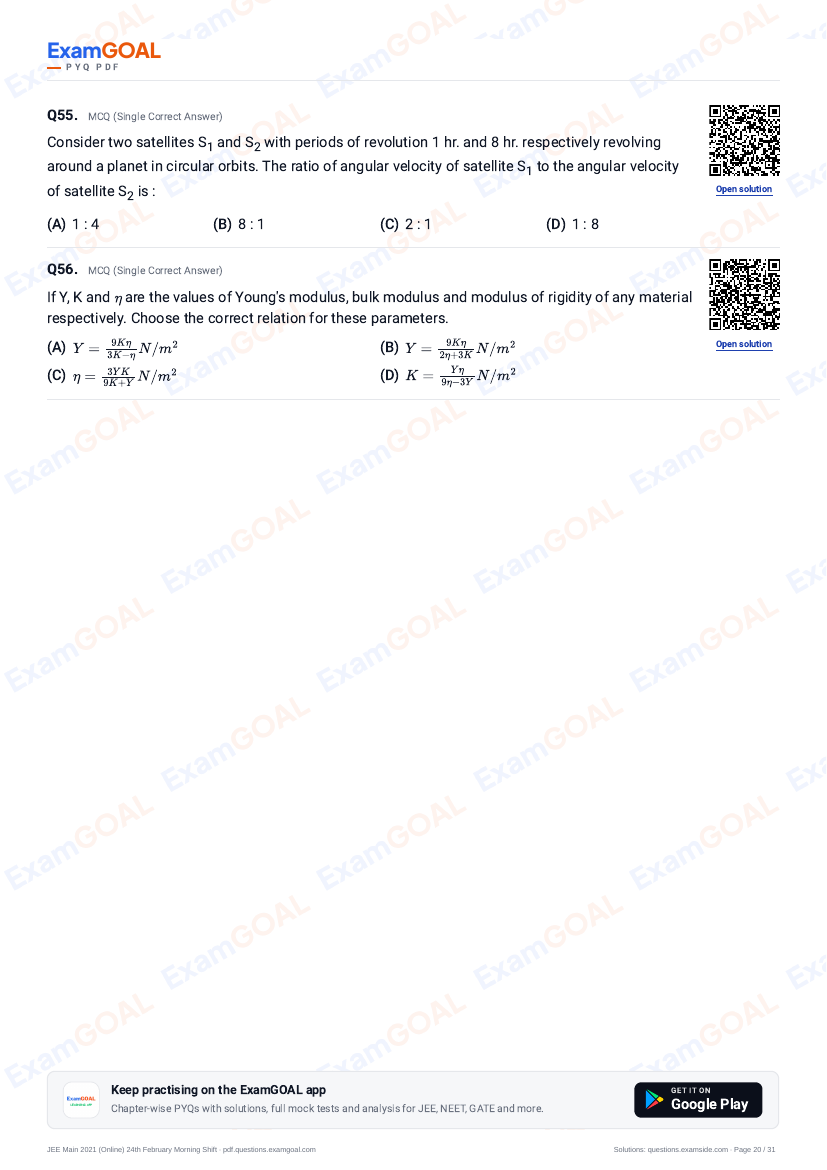 ExamGOAL
PYQ PDF
Q55. MCQ (Single Correct Answer)
Consider two satellites S₁ and S₂ with periods of revolution 1 hr. and 8 hr. respectively revolving
around a planet in circular orbits. The ratio of angular velocity of satellite S₁ to the angular velocity
of satellite S₂ is :
Open solution
(A) 1 : 4 (B) 8 : 1 (C) 2 : 1 (D) 1 : 8
Q56. MCQ (Single Correct Answer)
If Y, K and η are the values of Young's modulus, bulk modulus and modulus of rigidity of any material
respectively. Choose the correct relation for these parameters.
Open solution
(A) Y = \frac{9Kη}{3K−η} N/m² (B) Y = \frac{9Kη}{2η+3K} N/m²
(C) η = \frac{3YK}{9K+Y} N/m² (D) K = \frac{Yη}{9η−3Y} N/m²
Keep practising on the ExamGOAL app
Chapter-wise PYQs with solutions, full mock tests and analysis for JEE, NEET, GATE and more.
GET IT ON
Google Play
JEE Main 2021 (Online) 24th February Morning Shift · pdf.questions.examgoal.com Solutions: questions.examside.com · Page 20 / 31